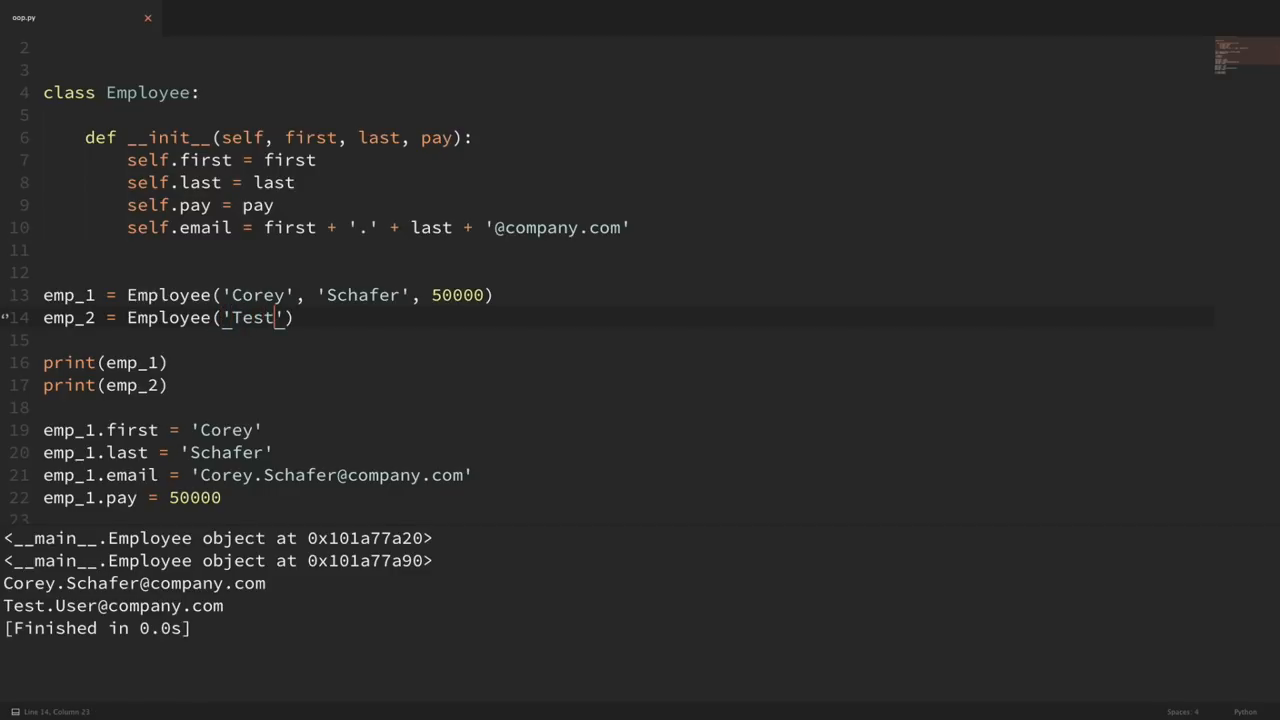 oop.py ×
2
3
4 class Employee:
5
6 def __init__(self, first, last, pay):
7 self.first = first
8 self.last = last
9 self.pay = pay
10 self.email = first + '.' + last + '@company.com'
11
12
13 emp_1 = Employee('Corey', 'Schafer', 50000)
14 emp_2 = Employee('Test')
15
16 print(emp_1)
17 print(emp_2)
18
19 emp_1.first = 'Corey'
20 emp_1.last = 'Schafer'
21 emp_1.email = 'Corey.Schafer@company.com'
22 emp_1.pay = 50000
23
<__main__.Employee object at 0x101a77a20>
<__main__.Employee object at 0x101a77a90>
Corey.Schafer@company.com
Test.User@company.com
[Finished in 0.0s]
Line 14, Column 23 Spaces: 4 Python